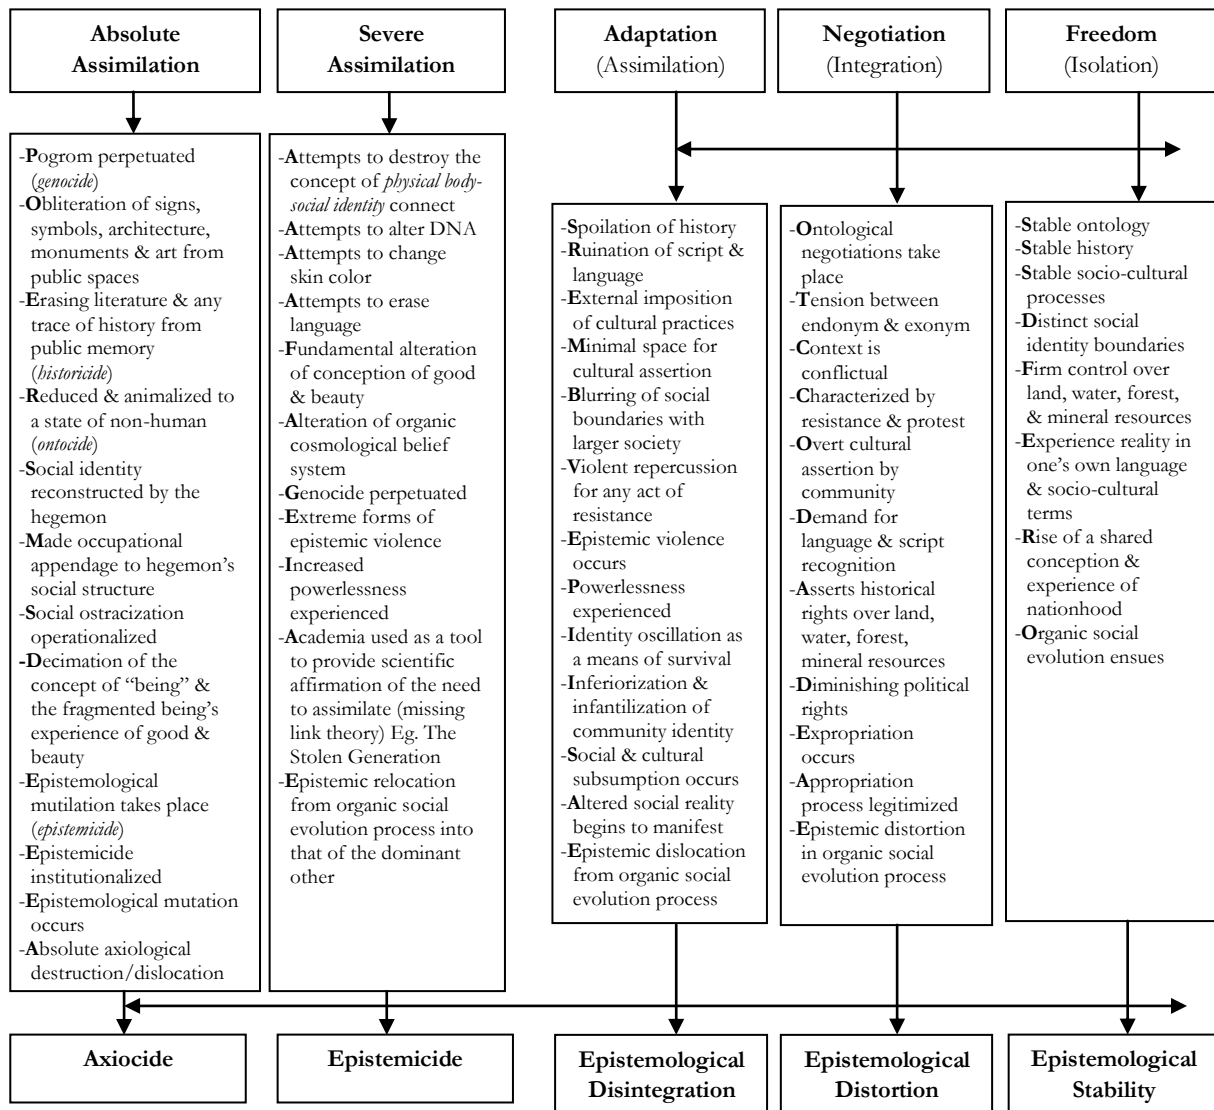 Absolute
Assimilation
Severe
Assimilation
Adaptation
(Assimilation)
Negotiation
(Integration)
Freedom
(Isolation)
-Pogrom perpetuated
(genocide)
-Obliteration of signs,
symbols, architecture,
monuments & art from
public spaces
-Erasing literature & any
trace of history from
public memory
(historicide)
-Reduced & animalized to
a state of non-human
(ontocide)
-Social identity
reconstructed by the
hegemon
-Made occupational
appendage to hegemon's
social structure
-Social ostracization
operationalized
-Decimation of the
concept of "being" &
the fragmented being's
experience of good &
beauty
-Epistemological
mutilation takes place
(epistemicide)
-Epistemicide
institutionalized
-Epistemological mutation
occurs
-Absolute axiological
destruction/dislocation
-Attempts to destroy the
concept of physical body-
social identity connect
-Attempts to alter DNA
-Attempts to change
skin color
-Attempts to erase
language
-Fundamental alteration
of conception of good
& beauty
-Alteration of organic
cosmological belief
system
-Genocide perpetuated
-Extreme forms of
epistemic violence
-Increased
powerlessness
experienced
-Academia used as a tool
to provide scientific
affirmation of the need
to assimilate (missing
link theory) Eg. The
Stolen Generation
-Epistemic relocation
from organic social
evolution process into
that of the dominant
other
-Spoilation of history
-Ruination of script &
language
-External imposition
of cultural practices
-Minimal space for
cultural assertion
-Blurring of social
boundaries with
larger society
-Violent repercussion
for any act of
resistance
-Epistemic violence
occurs
-Powerlessness
experienced
-Identity oscillation as
a means of survival
-Inferiorization &
infantilization of
community identity
-Social & cultural
subsumption occurs
-Altered social reality
begins to manifest
-Epistemic dislocation
from organic social
evolution process
-Ontological
negotiations take
place
-Tension between
endonym & exonym
-Context is
conflictual
-Characterized by
resistance & protest
-Overt cultural
assertion by
community
-Demand for
language & script
recognition
-Asserts historical
rights over land,
water, forest,
mineral resources
-Diminishing political
rights
-Expropriation
occurs
-Appropriation
process legitimized
-Epistemic distortion
in organic social
evolution process
-Stable ontology
-Stable history
-Stable socio-cultural
processes
-Distinct social
identity boundaries
-Firm control over
land, water, forest,
& mineral resources
-Experience reality in
one's own language
& socio-cultural
terms
-Rise of a shared
conception &
experience of
nationhood
-Organic social
evolution ensues
Axiocide
Epistemicide
Epistemological
Disintegration
Epistemological
Distortion
Epistemological
Stability